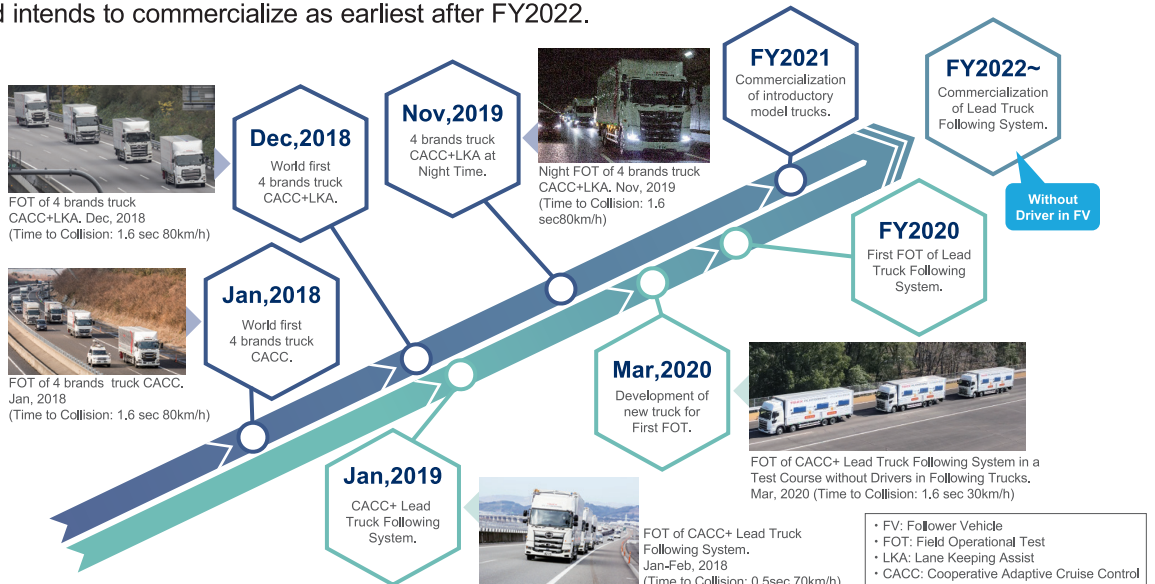 d intends to commercialize as earliest after FY2022.
FOT of 4 brands truck
CACC+LKA. Dec, 2018
(Time to Collision: 1.6 sec 80km/h)
Dec,2018
World first
4 brands truck
CACC+LKA.
Nov,2019
4 brands truck
CACC+LKA at
Night Time.
Night FOT of 4 brands truck
CACC+LKA. Nov, 2019
(Time to Collision: 1.6
sec80km/h)
FY2021
Commercialization
of introductory
model trucks.
FY2022~
Commercialization
of Lead Truck
Following System.
Without
Driver in FV
FOT of 4 brands truck CACC.
Jan, 2018
(Time to Collision: 1,6 sec 80km/h)
Jan,2018
World first
4 brands truck
CACC.
FY2020
First FOT of Lead
Truck Following
System.
Mar,2020
Development of
new truck for
First FOT.
FOT of CACC+ Lead Truck Following System in a
Test Course without Drivers in Following Trucks.
Mar, 2020 (Time to Collision: 1.6 sec 30km/h)
Jan,2019
CACC+ Lead
Truck Following
System.
FOT of CACC+ Lead Truck
Following System.
Jan-Feb, 2018
(Time to Collision: 0.5sec 70km/h)
・FV: Follower Vehicle
・FOT: Field Operational Test
・LKA: Lane Keeping Assist
・CACC: Cooperative Adaptive Cruise Control